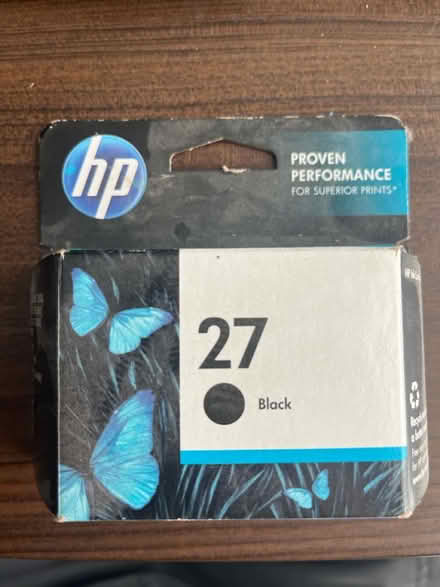 hp
PROVEN
PERFORMANCE
FOR SUPERIOR PRINTS*
27
Black